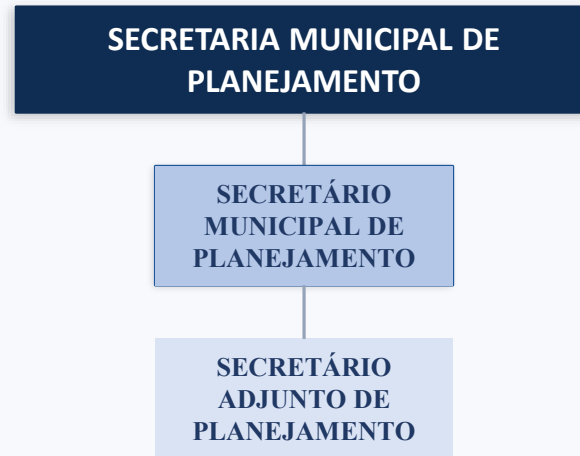 SECRETARIA MUNICIPAL DE
PLANEJAMENTO
SECRETÁRIO
MUNICIPAL DE
PLANEJAMENTO
SECRETÁRIO
ADJUNTO DE
PLANEJAMENTO